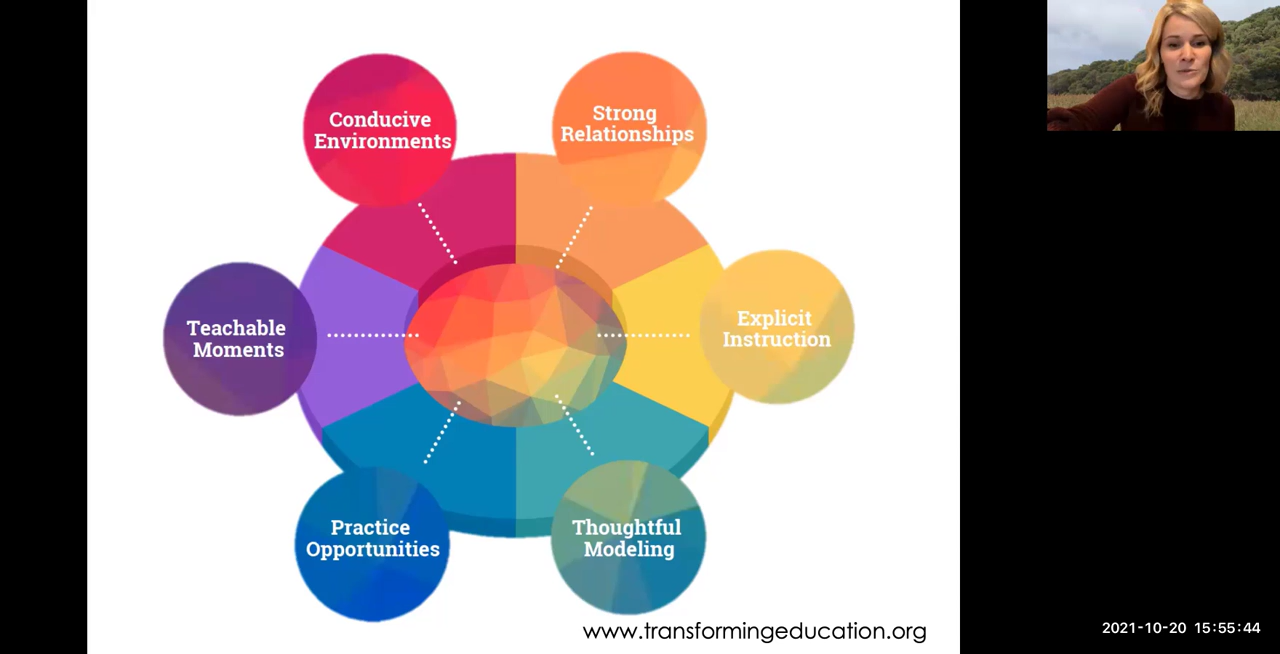 Conducive
Environments
Strong
Relationships
Teachable
Moments
Explicit
Instruction
Practice
Opportunities
Thoughtful
Modeling
www.transformingeducation.org
2021-10-20 15:55:44